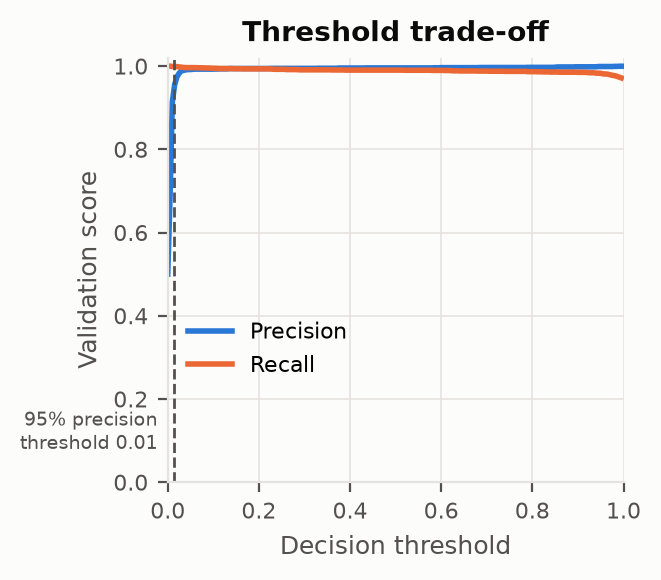 Threshold trade-off
Validation score
1.0
0.8
0.6
0.4
0.2
0.0
Precision
Recall
95% precision
threshold 0.01
0.0
0.2
0.4
0.6
0.8
1.0
Decision threshold